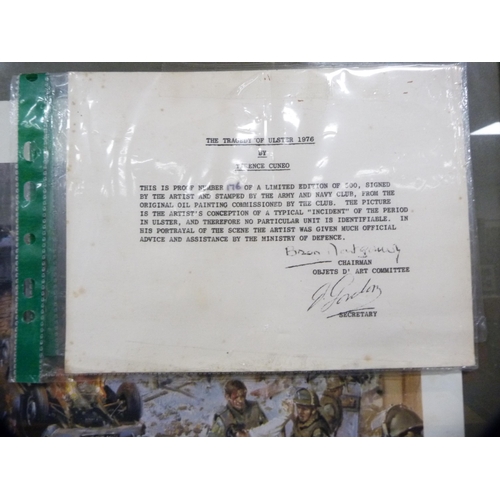 THE TRAGEDY OF ULSTER 1976
BY
TERENCE CUNEO
THIS IS PROOF NUMBER OF A LIMITED EDITION OF 500, SIGNED
BY THE ARTIST AND STAMPED BY THE ARMY AND NAVY CLUB, FROM THE
ORIGINAL OIL PAINTING COMMISSIONED BY THE CLUB. THE PICTURE
IS THE ARTIST'S CONCEPTION OF A TYPICAL "INCIDENT" OF THE PERIOD
IN ULSTER, AND THEREFORE NO PARTICULAR UNIT IS IDENTIFIABLE. IN
HIS PORTRAYAL OF THE SCENE THE ARTIST WAS GIVEN MUCH OFFICIAL
ADVICE AND ASSISTANCE BY THE MINISTRY OF DEFENCE.
CHAIRMAN
OBJETS D' ART COMMITTEE
SECRETARY